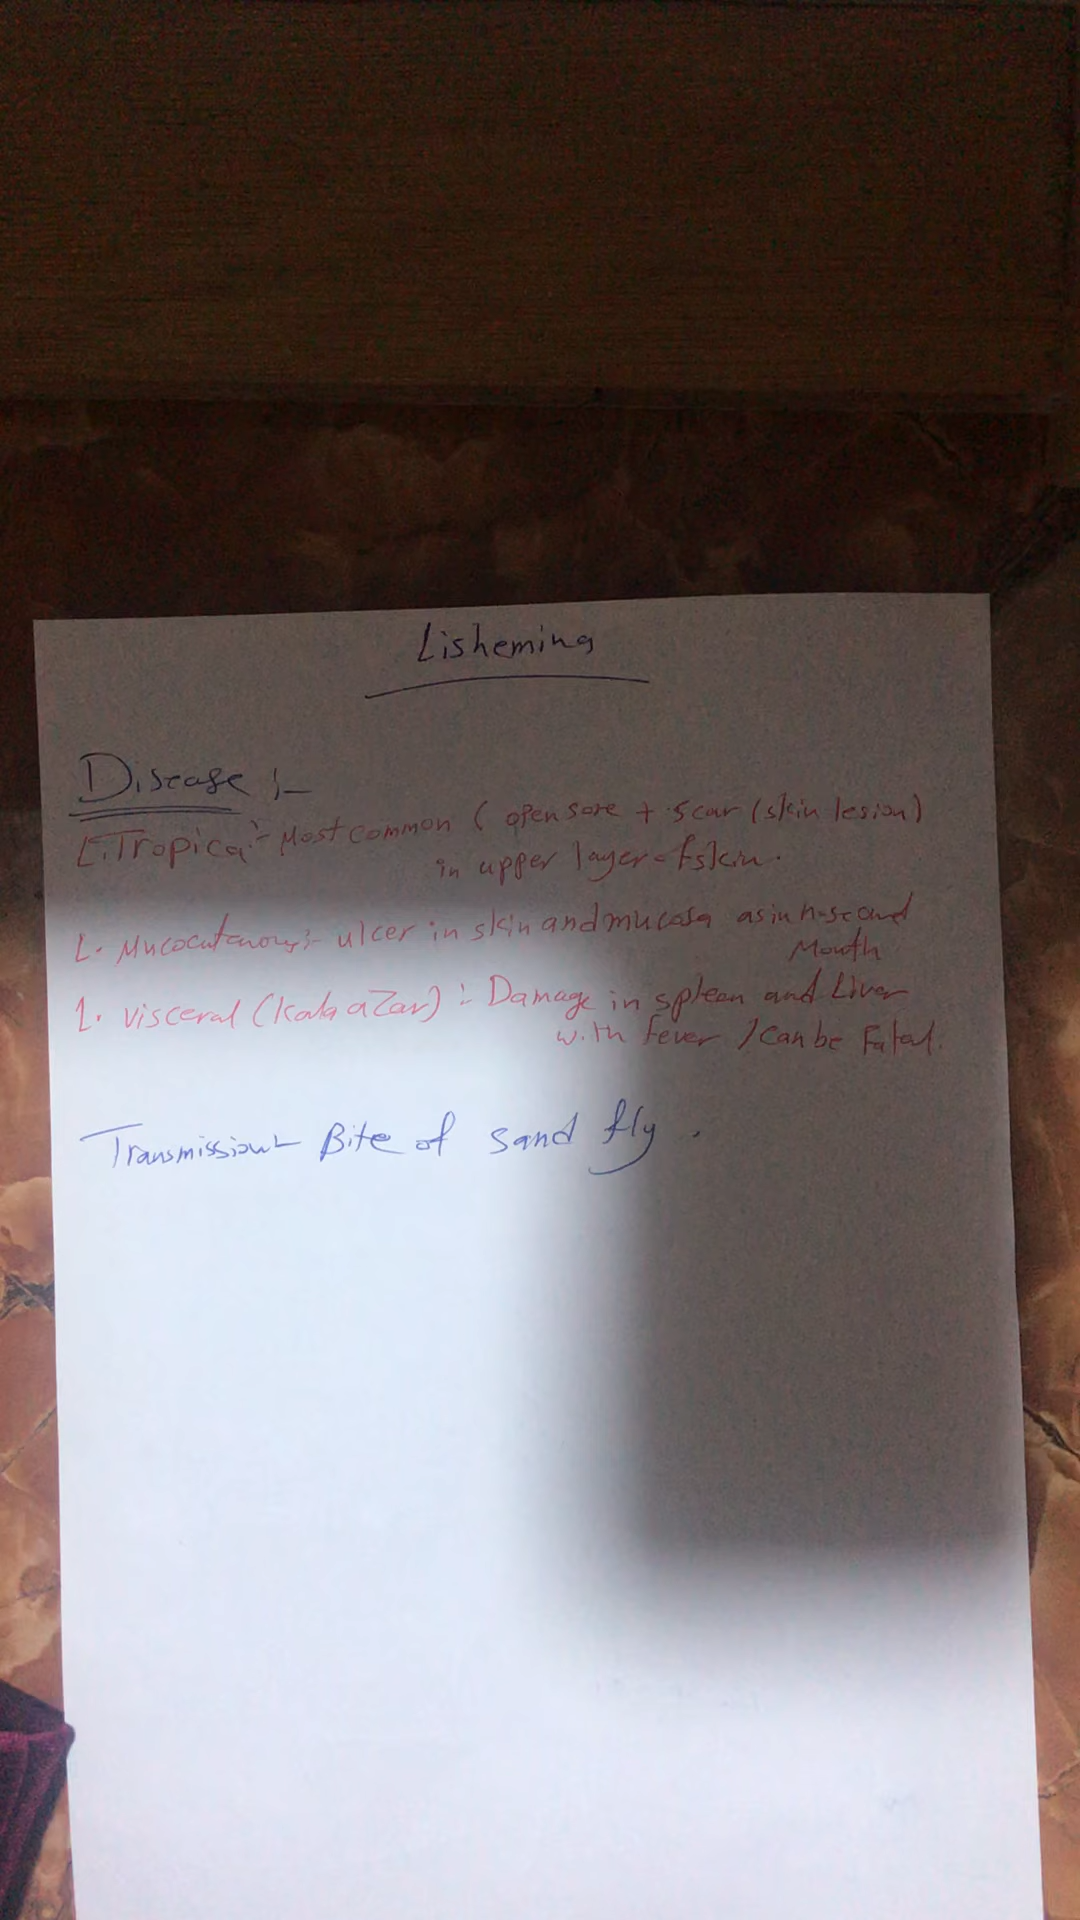 Lisheming
Disease :-
L.Tropica :- Most common ( open sore + scar (skin lesion)
in upper layer of skin.
L. Mucocutanous :- ulcer in skin and mucosa as in nose and
Mouth
L. visceral (kala aZar) :- Damage in spleen and Liver
with fever / can be Fatal.
Transmission:- Bite of sand fly .